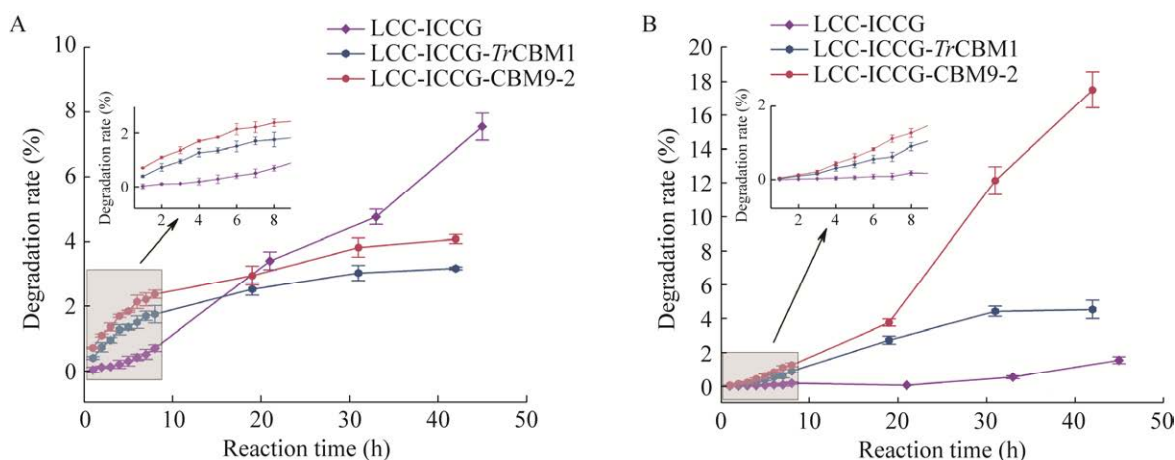 A
LCC-ICCG
LCC-ICCG-TrCBM1
LCC-ICCG-CBM9-2
Degradation rate (%)
10
8
6
4
2
0
Degradation rate (%)
2
0
2 4 6 8
0 10 20 30 40 50
Reaction time (h)
B
LCC-ICCG
LCC-ICCG-TrCBM1
LCC-ICCG-CBM9-2
Degradation rate (%)
20
18
16
14
12
10
8
6
4
2
0
Degradation rate (%)
2
0
2 4 6 8
0 10 20 30 40 50
Reaction time (h)